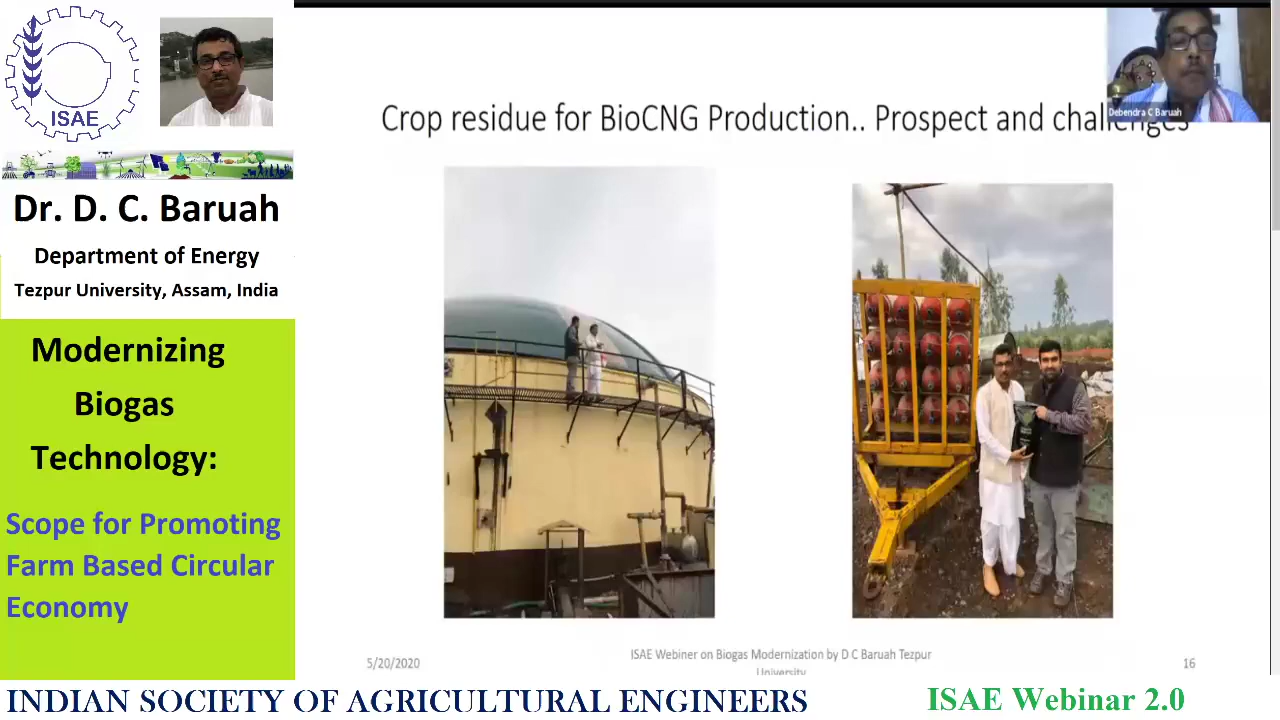 ISAE
Dr. D. C. Baruah
Department of Energy
Tezpur University, Assam, India
Modernizing
Biogas
Technology:
Scope for Promoting
Farm Based Circular
Economy
Debendra C Baruah
Crop residue for BioCNG Production.. Prospect and challenges
5/20/2020
ISAE Webiner on Biogas Modernization by D C Baruah Tezpur
University
16
INDIAN SOCIETY OF AGRICULTURAL ENGINEERS
ISAE Webinar 2.0